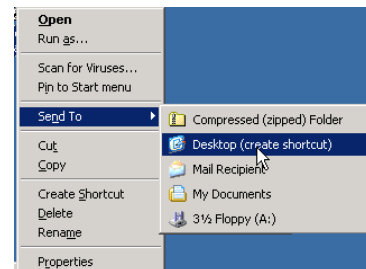 Open
Run as...
Scan for Viruses...
Pin to Start menu
Send To
Cut
Copy
Create Shortcut
Delete
Rename
Properties
Compressed (zipped) Folder
Desktop (create shortcut)
Mail Recipient
My Documents
3½ Floppy (A:)